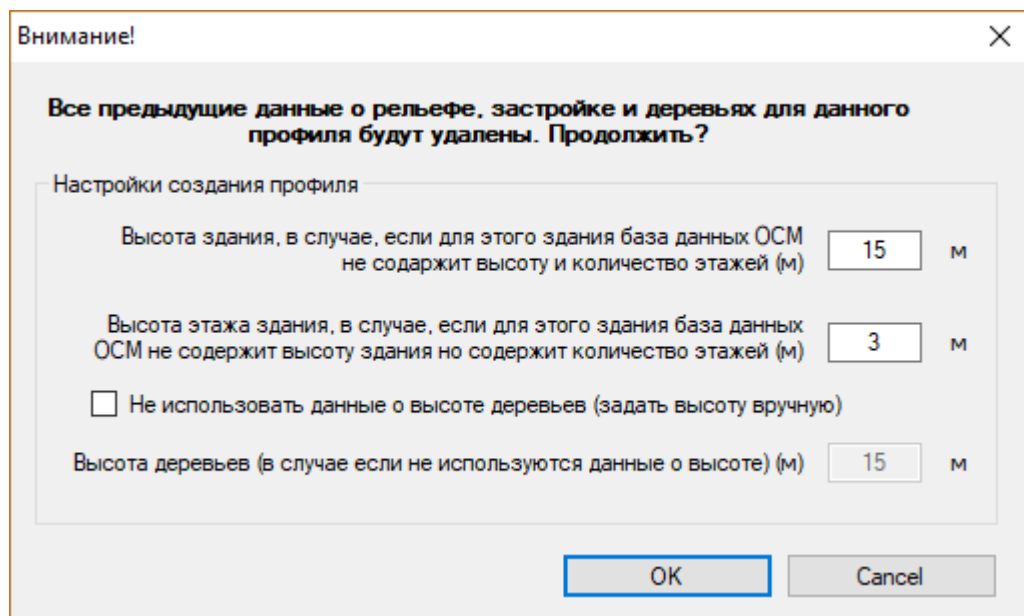 Внимание!
Все предыдущие данные о рельефе, застройке и деревьях для данного
профиля будут удалены. Продолжить?
Настройки создания профиля
Высота здания, в случае, если для этого здания база данных ОСМ
не содаржит высоту и количество этажей (м)
15 м
Высота этажа здания, в случае, если для этого здания база данных
ОСМ не содержит высоту здания но содержит количество этажей (м)
3 м
Не использовать данные о высоте деревьев (задать высоту вручную)
Высота деревьев (в случае если не используются данные о высоте) (м) 15 м
OK Cancel